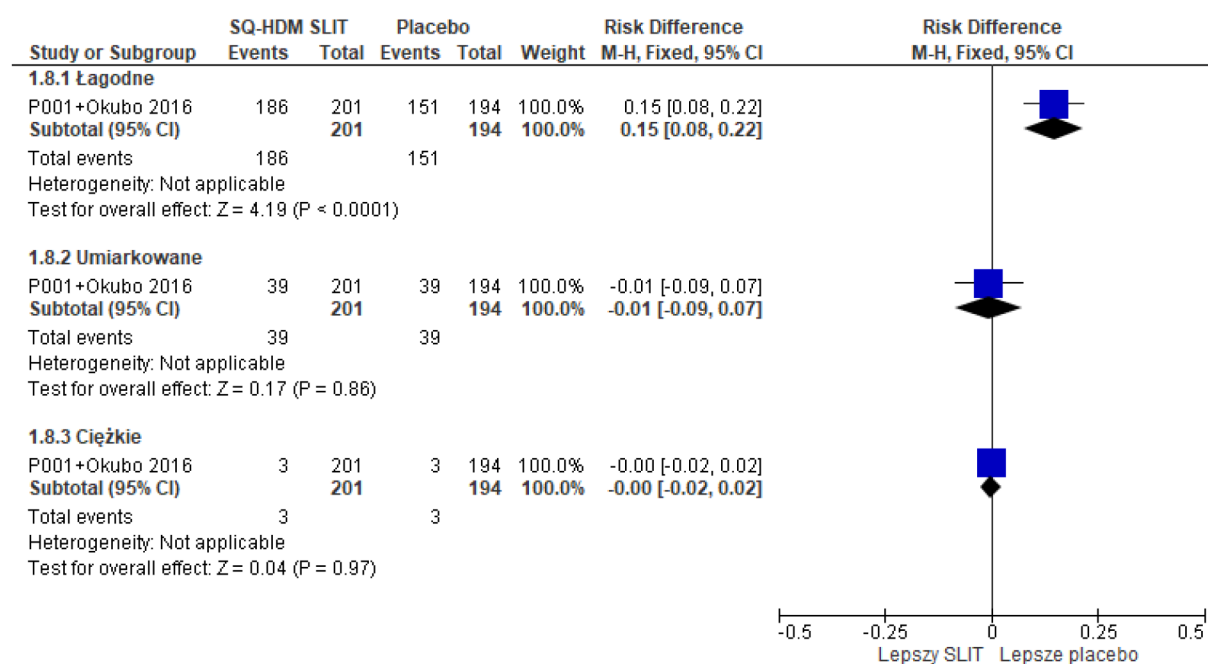 SQ-HDM SLIT Placebo Risk Difference Risk Difference
Study or Subgroup Events Total Events Total Weight M-H, Fixed, 95% CI M-H, Fixed, 95% CI
1.8.1 Łagodne
P001+Okubo 2016 186 201 151 194 100.0% 0.15 [0.08, 0.22]
Subtotal (95% CI) 201 194 100.0% 0.15 [0.08, 0.22]
Total events 186 151
Heterogeneity: Not applicable
Test for overall effect: Z = 4.19 (P < 0.0001)
1.8.2 Umiarkowane
P001+Okubo 2016 39 201 39 194 100.0% -0.01 [-0.09, 0.07]
Subtotal (95% CI) 201 194 100.0% -0.01 [-0.09, 0.07]
Total events 39 39
Heterogeneity: Not applicable
Test for overall effect: Z = 0.17 (P = 0.86)
1.8.3 Ciężkie
P001+Okubo 2016 3 201 3 194 100.0% -0.00 [-0.02, 0.02]
Subtotal (95% CI) 201 194 100.0% -0.00 [-0.02, 0.02]
Total events 3 3
Heterogeneity: Not applicable
Test for overall effect: Z = 0.04 (P = 0.97)
-0.5 -0.25 0 0.25 0.5
Lepszy SLIT Lepsze placebo